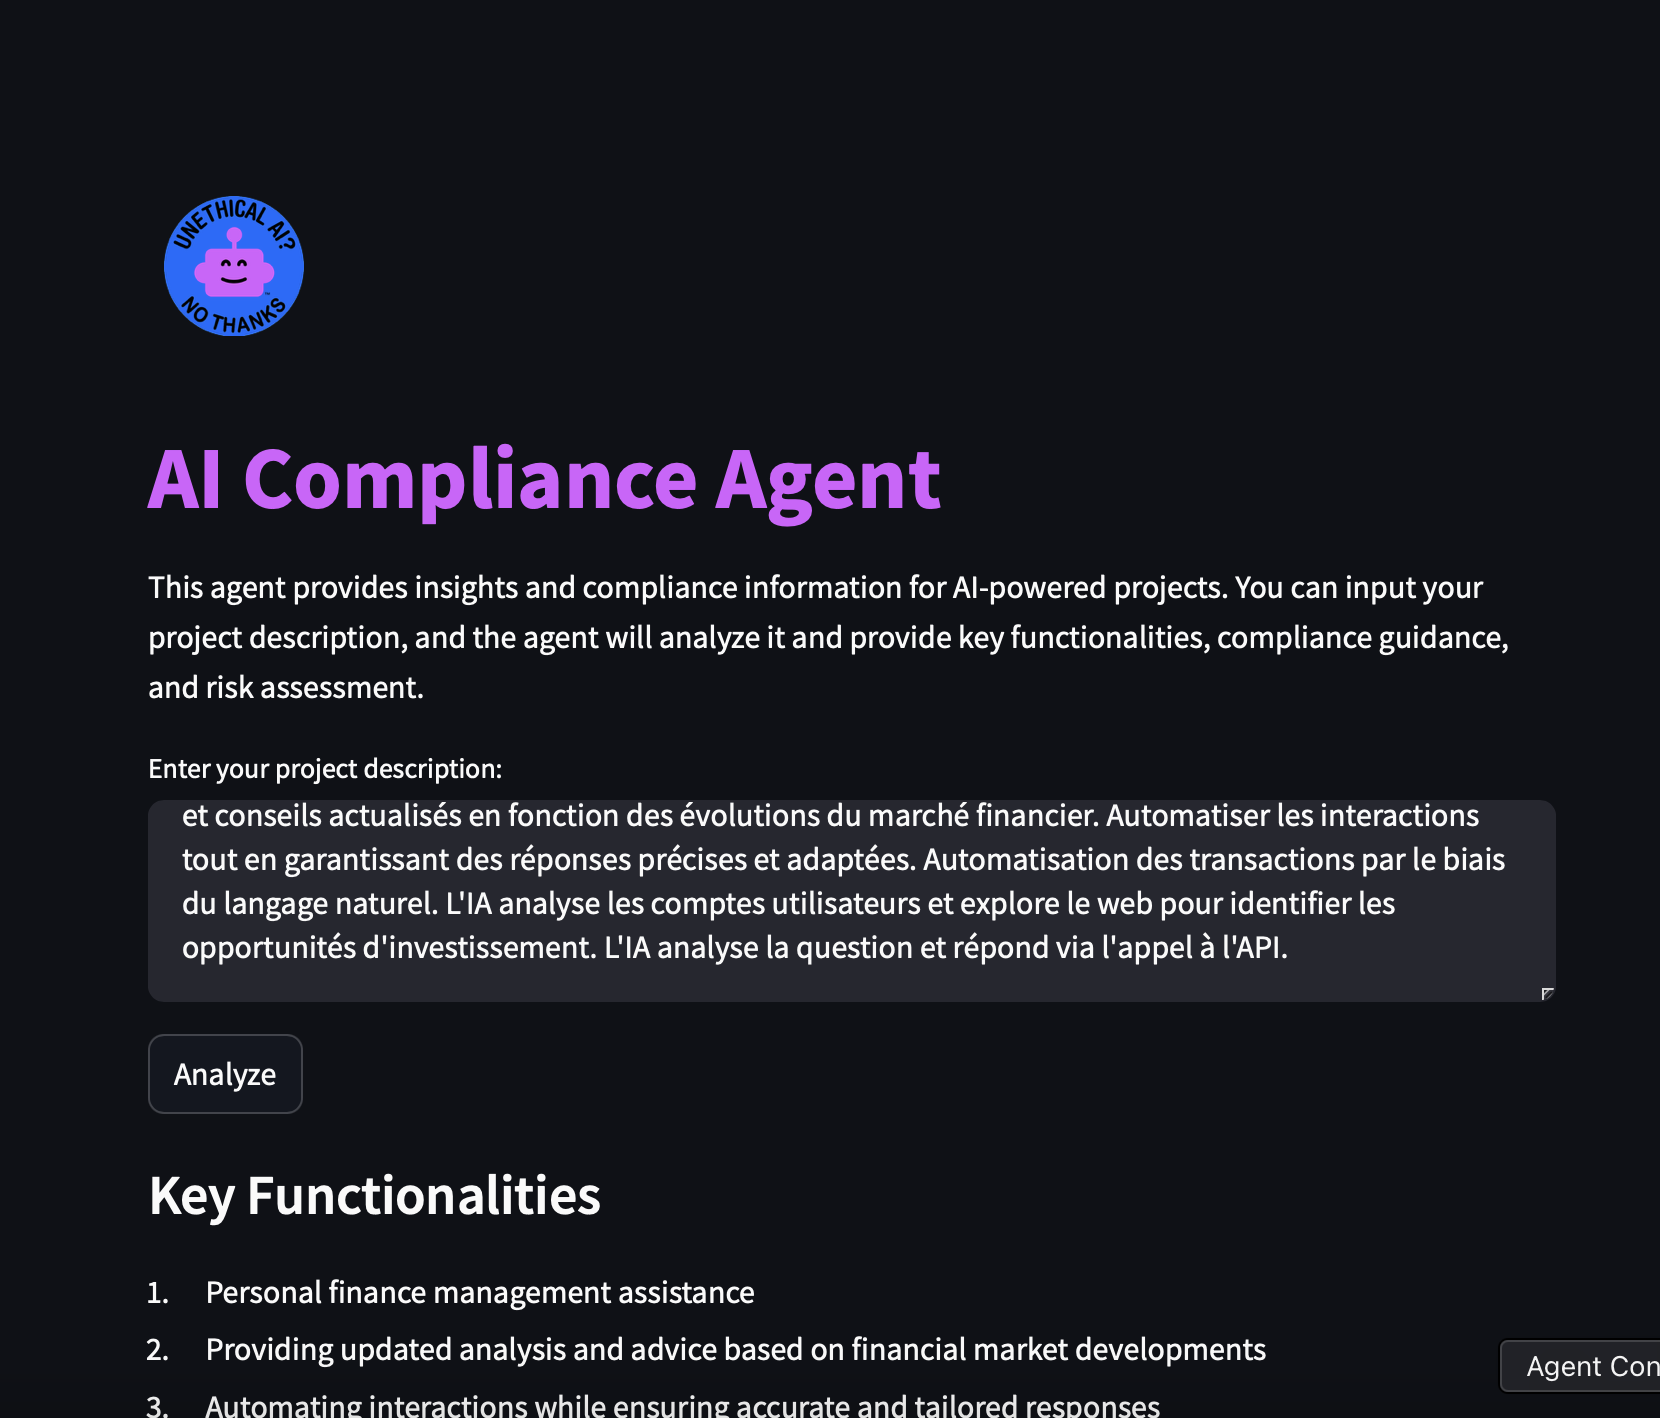 UNETHICAL AI?
NO THANKS
AI Compliance Agent
This agent provides insights and compliance information for AI-powered projects. You can input your
project description, and the agent will analyze it and provide key functionalities, compliance guidance,
and risk assessment.
Enter your project description:
et conseils actualisés en fonction des évolutions du marché financier. Automatiser les interactions
tout en garantissant des réponses précises et adaptées. Automatisation des transactions par le biais
du langage naturel. L'IA analyse les comptes utilisateurs et explore le web pour identifier les
opportunités d'investissement. L'IA analyse la question et répond via l'appel à l'API.
Analyze
Key Functionalities
1. Personal finance management assistance
2. Providing updated analysis and advice based on financial market developments
3. Automating interactions while ensuring accurate and tailored responses
Agent Con